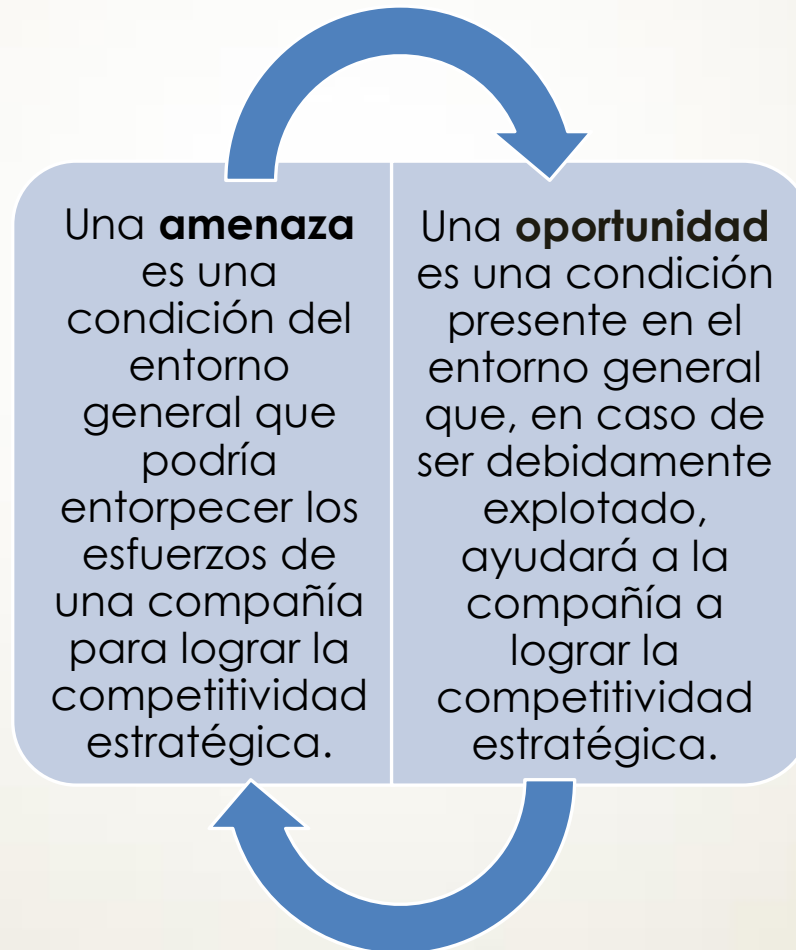 Una amenaza
es una
condición del
entorno
general que
podría
entorpecer los
esfuerzos de
una compañía
para lograr la
competitividad
estratégica.
Una oportunidad
es una condición
presente en el
entorno general
que, en caso de
ser debidamente
explotado,
ayudará a la
compañía a
lograr la
competitividad
estratégica.